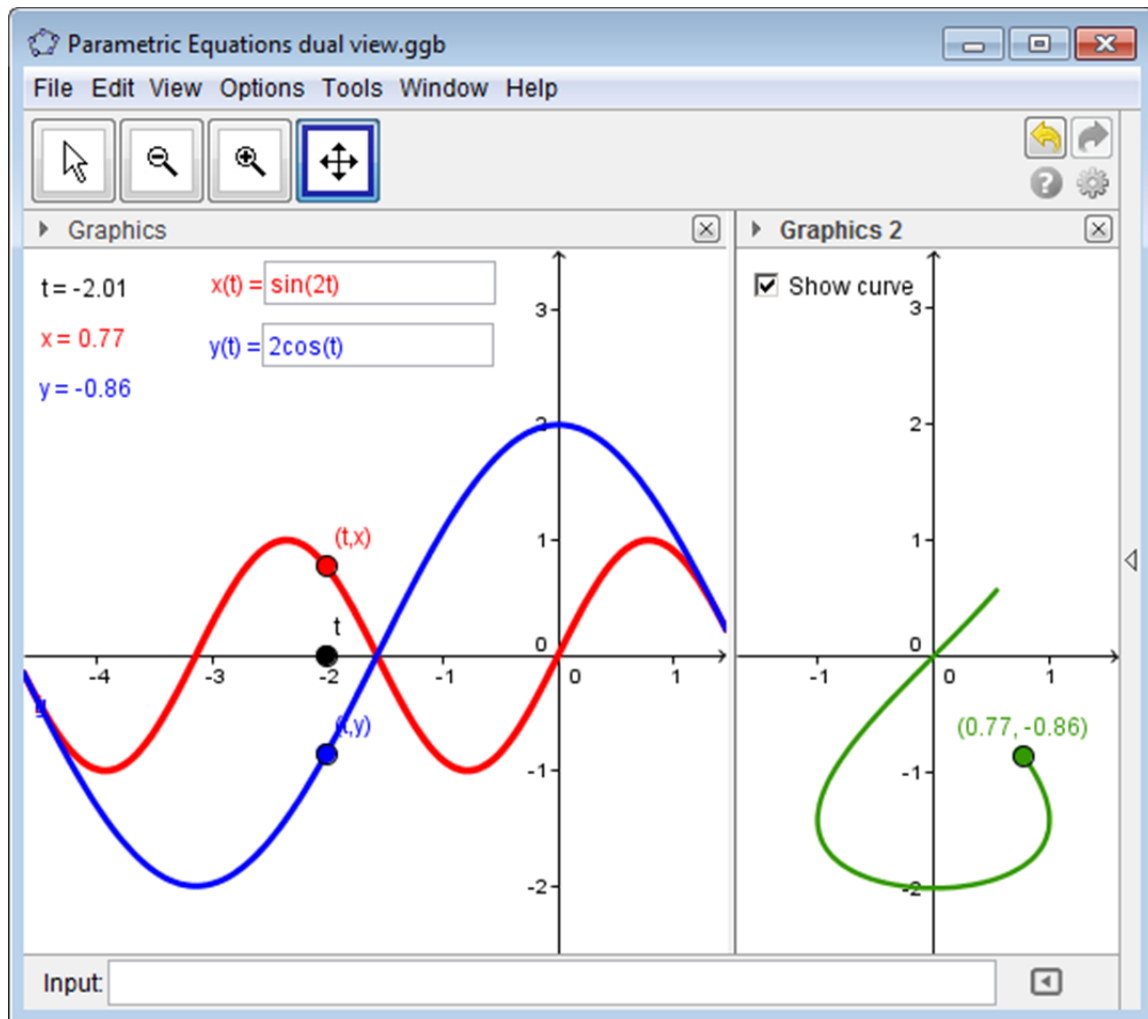 Parametric Equations dual view.ggb
File Edit View Options Tools Window Help
Graphics
t = -2.01
x(t) = sin(2t)
x = 0.77
y(t) = 2cos(t)
y = -0.86
3
2
(t,x)
1
t
0
-4 -3 -2 -1 0 1
(t,y)
-1
-2
Graphics 2
Show curve
3
2
1
0
-1 0 1
(0.77, -0.86)
-1
-2
Input: